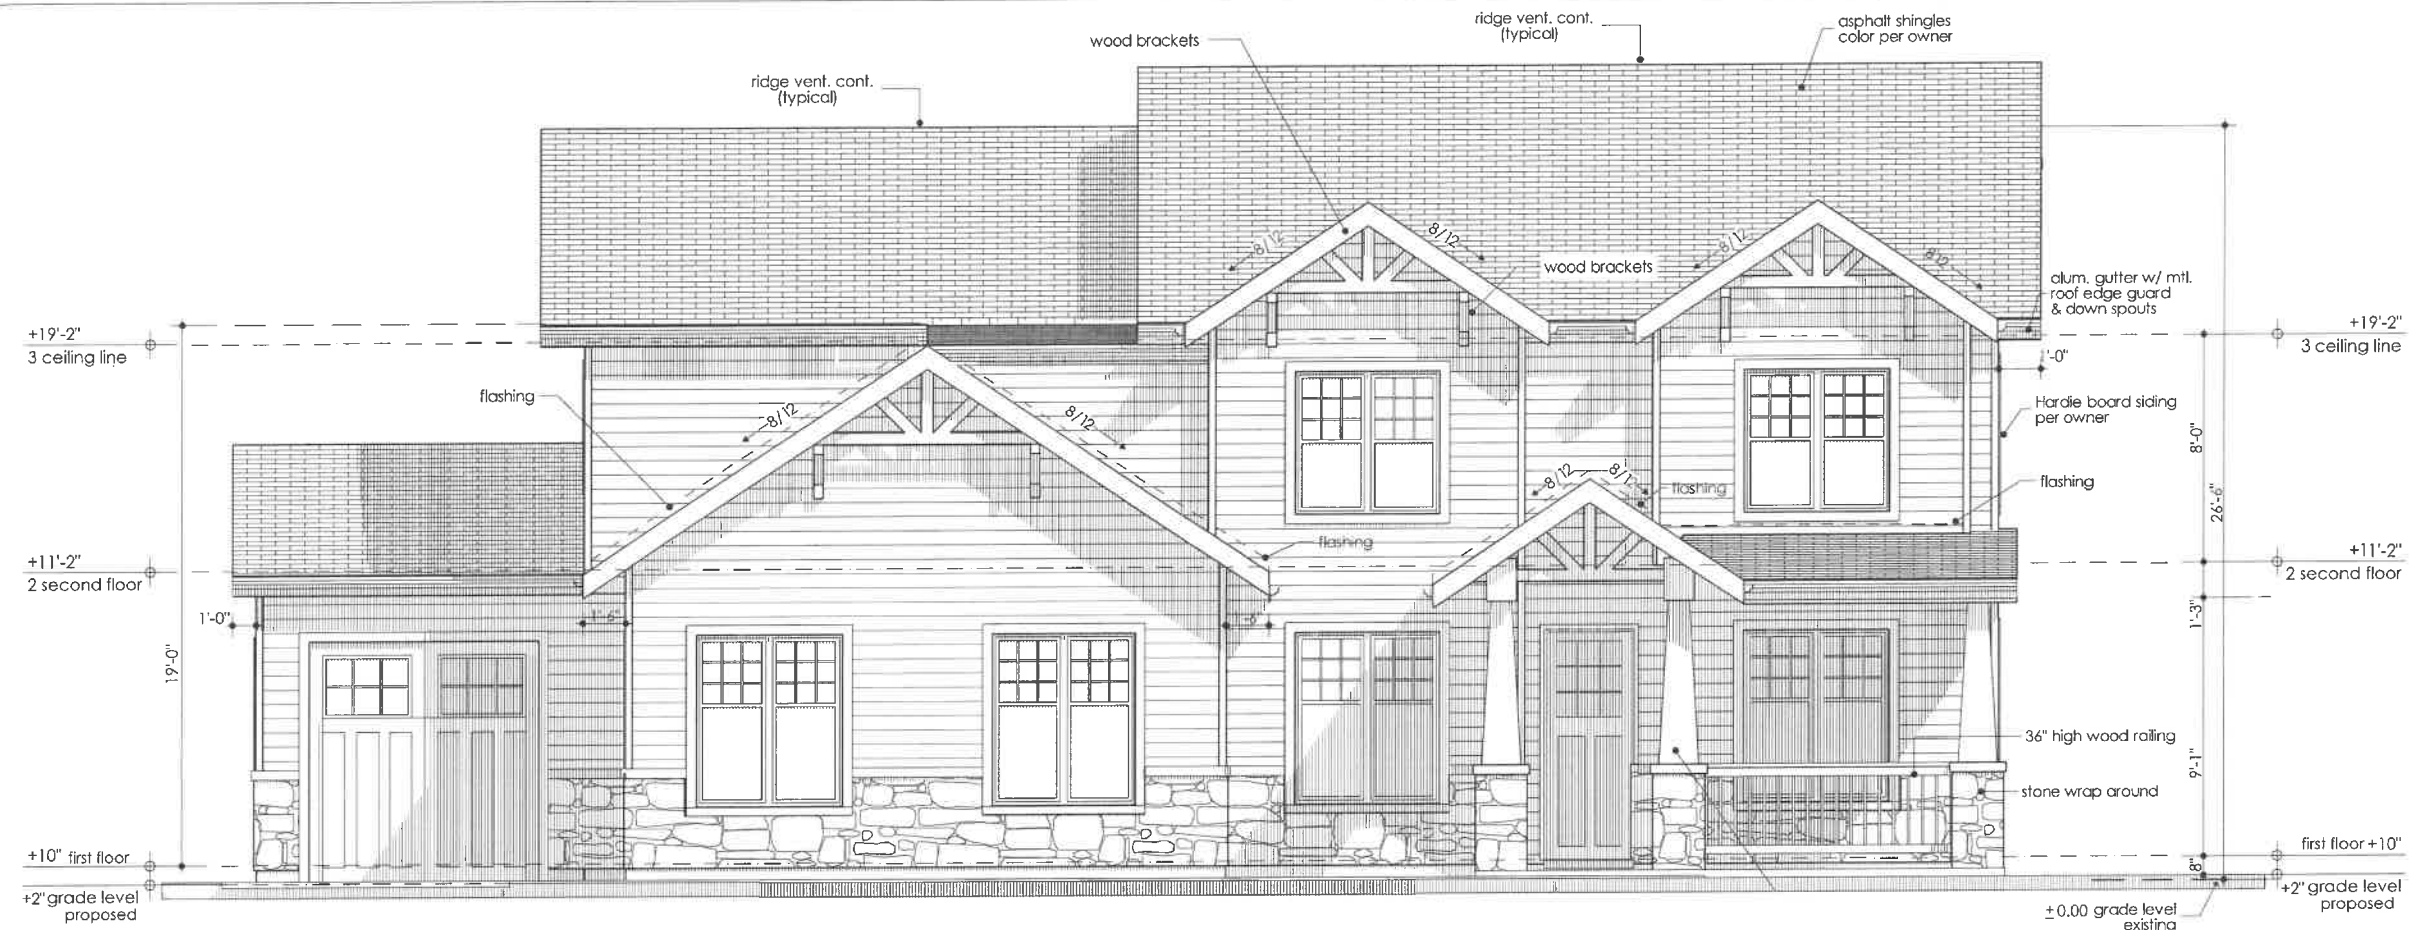 ridge vent. cont.
(typical)
wood brackets
ridge vent. cont.
(typical)
asphalt shingles
color per owner
8/12
8/12
8/12
8/12
wood brackets
alum. gutter w/ mtl.
roof edge guard
& down spouts
+19'-2"
3 ceiling line
+19'-2"
3 ceiling line
1'-0"
flashing
8/12
8/12
Hardie board siding
per owner
8'-0"
26'-6"
8/12
8/1
flashing
flashing
flashing
+11'-2"
2 second floor
+11'-2"
2 second floor
1'-0"
1'-6"
1'-6"
1'-3"
19'-0"
36" high wood railing
9'-1"
stone wrap around
+10" first floor
first floor +10"
8"
+2" grade level
proposed
+2" grade level
proposed
±0.00 grade level
existing